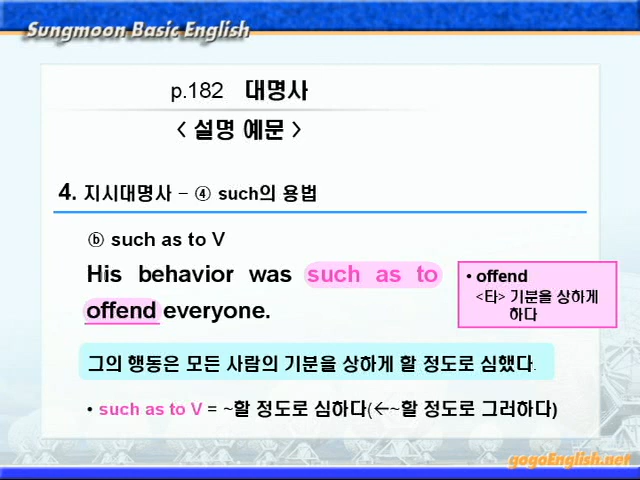 Sungmoon Basic English
p.182 대명사
< 설명 예문 >
4. 지시대명사 – ④ such의 용법
ⓑ such as to V
His behavior was such as to
offend everyone.
• offend
<타> 기분을 상하게
하다
그의 행동은 모든 사람의 기분을 상하게 할 정도로 심했다.
• such as to V = ~할 정도로 심하다(←~할 정도로 그러하다)
gogoEnglish.net